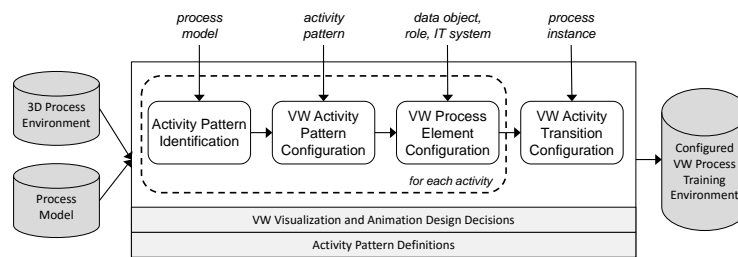 process
model
activity
pattern
data object,
role, IT system
process
instance
3D Process
Environment
Process
Model
Activity Pattern
Identification
VW Activity
Pattern
Configuration
VW Process
Element
Configuration
VW Activity
Transition
Configuration
for each activity
Configured
VW Process
Training
Environment
VW Visualization and Animation Design Decisions
Activity Pattern Definitions